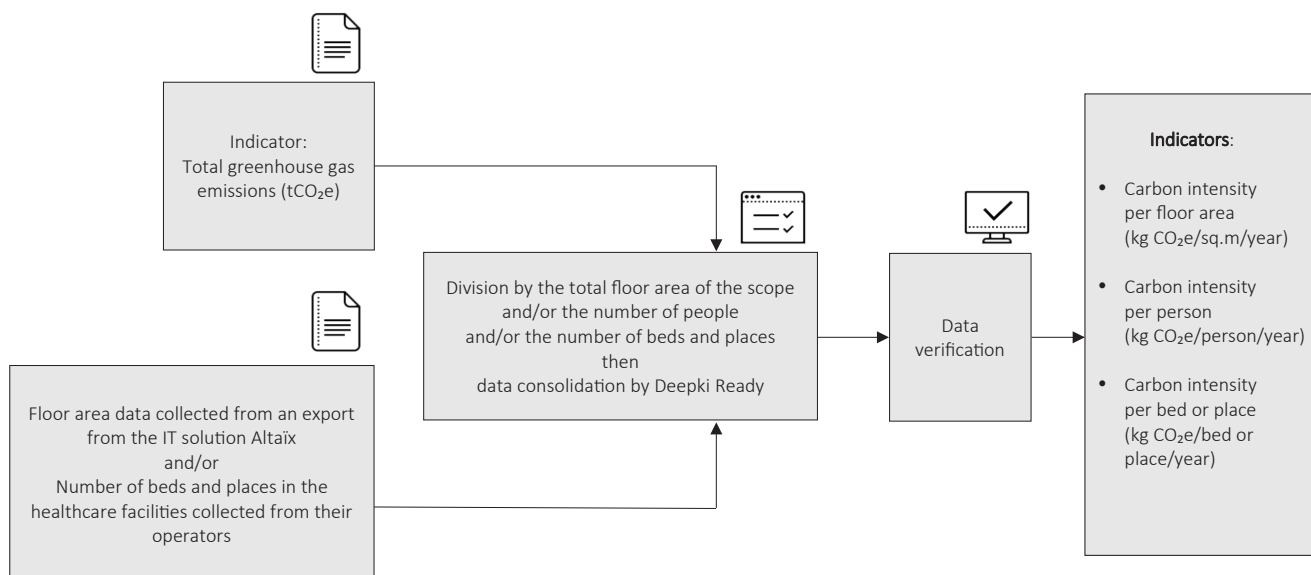 Indicator:
Total greenhouse gas
emissions (tCO₂e)
Floor area data collected from an export
from the IT solution Altaïx
and/or
Number of beds and places in the
healthcare facilities collected from their
operators
Division by the total floor area of the scope
and/or the number of people
and/or the number of beds and places
then
data consolidation by Deepki Ready
Data
verification
Indicators:
• Carbon intensity
per floor area
(kg CO₂e/sq.m/year)
• Carbon intensity
per person
(kg CO₂e/person/year)
• Carbon intensity
per bed or place
(kg CO₂e/bed or
place/year)